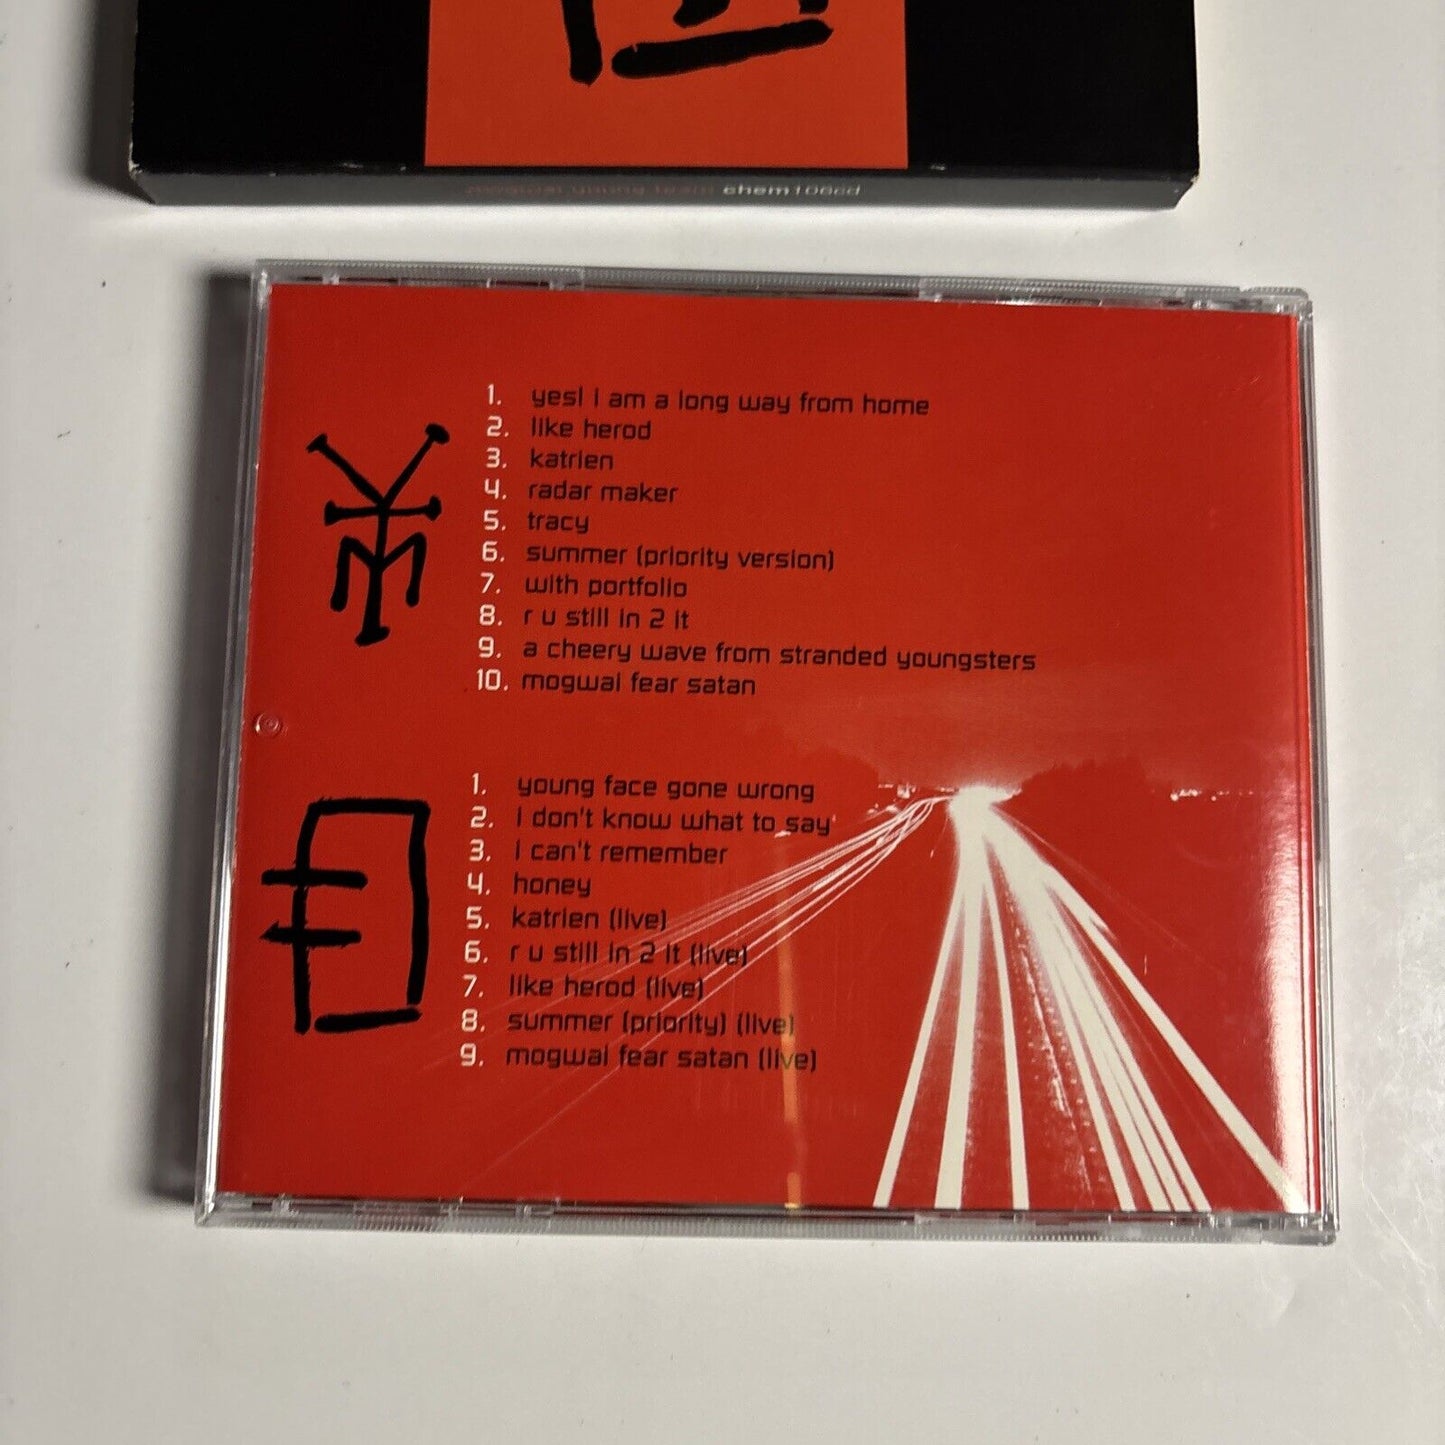 mogwai young team chem106cd
1. yes! i am a long way from home
2. like herod
3. katrien
4. radar maker
5. tracy
6. summer (priority version)
7. with portfolio
8. r u still in 2 it
9. a cheery wave from stranded youngsters
10. mogwai fear satan
1. young face gone wrong
2. i don't know what to say
3. i can't remember
4. honey
5. katrien (live)
6. r u still in 2 it (live)
7. like herod (live)
8. summer (priority) (live)
9. mogwai fear satan (live)